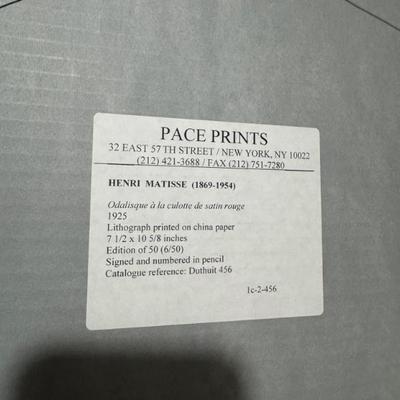 PACE PRINTS
32 EAST 57 TH STREET / NEW YORK, NY 10022
(212) 421-3688 / FAX (212) 751-7280
HENRI MATISSE (1869-1954)
Odalisque à la culotte de satin rouge
1925
Lithograph printed on china paper
7 1/2 x 10 5/8 inches
Edition of 50 (6/50)
Signed and numbered in pencil
Catalogue reference: Duthuit 456
1c-2-456